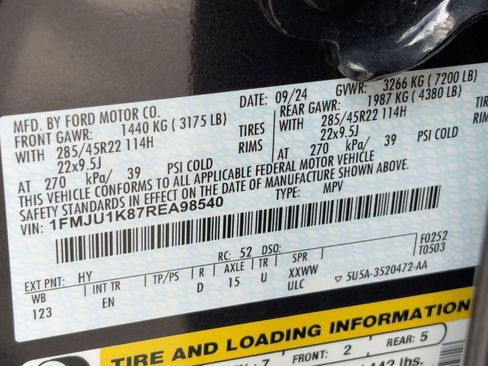 MFD. BY FORD MOTOR CO.
DATE: 09/24 GVWR: 3266 KG ( 7200 LB)
FRONT GAWR: 1440 KG ( 3175 LB) REAR GAWR: 1987 KG ( 4380 LB)
WITH 285/45R22 114H TIRES WITH 285/45R22 114H TIRES
22x9.5J RIMS 22x9.5J RIMS
AT 270 kPa/ 39 PSI COLD AT 270 kPa/ 39 PSI COLD
THIS VEHICLE CONFORMS TO ALL APPLICABLE FEDERAL MOTOR VEHICLE
SAFETY STANDARDS IN EFFECT ON THE DATE OF MANUFACTURE SHOWN ABOVE.
VIN: 1FMJU1K87REA98540 TYPE: MPV
F0252
T0503
EXT PNT: HY RC: 52 DSO:
WB INT TR TP/PS R AXLE TR SPR
123 EN D 15 U XXWW
ULC 5U5A-3520472-AA
TIRE AND LOADING INFORMATION
7 FRONT: 2 REAR: 5
lbs.